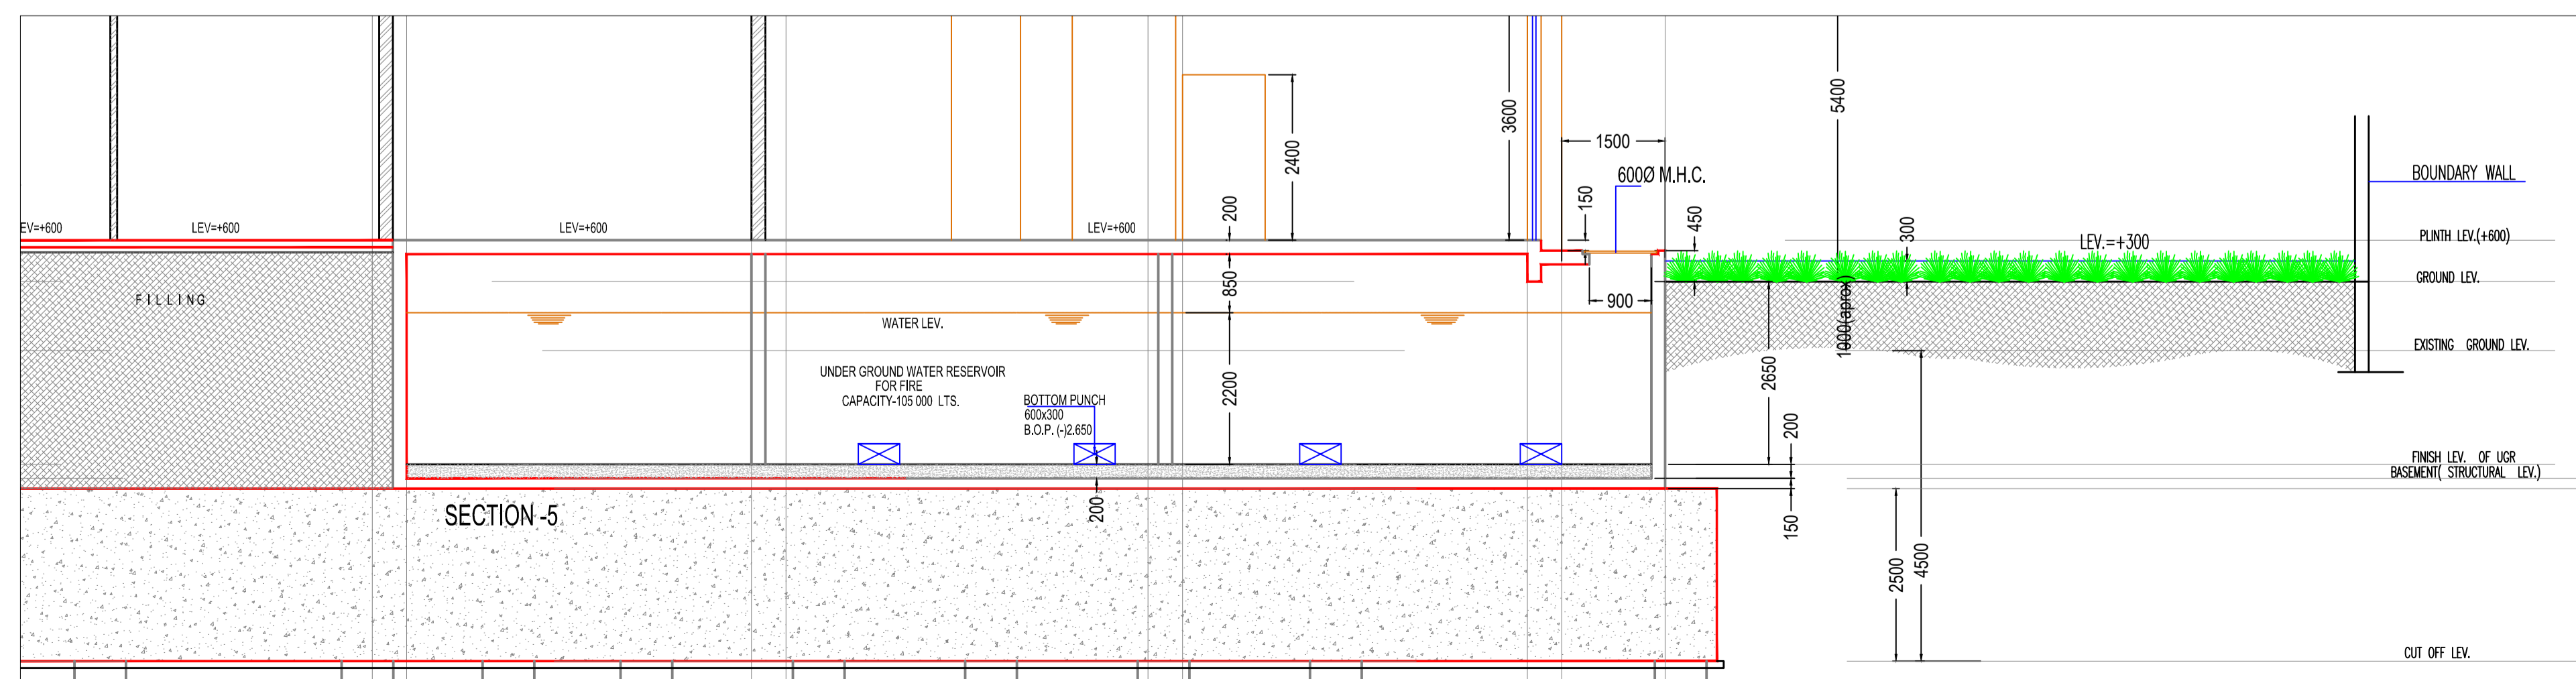 5400
3600
2400
1500
600Ø M.H.C.
BOUNDARY WALL
150
200
450
300
EV=+600
LEV=+600
LEV=+600
LEV=+600
LEV.=+300
PLINTH LEV.(+600)
GROUND LEV.
FILLING
850
900
1000(aprox)
WATER LEV.
EXISTING GROUND LEV.
UNDER GROUND WATER RESERVOIR
FOR FIRE
CAPACITY-105 000 LTS.
2200
2650
BOTTOM PUNCH
600x300
B.O.P. (-)2.650
200
FINISH LEV. OF UGR
BASEMENT( STRUCTURAL LEV.)
SECTION -5
200
150
2500
4500
CUT OFF LEV.